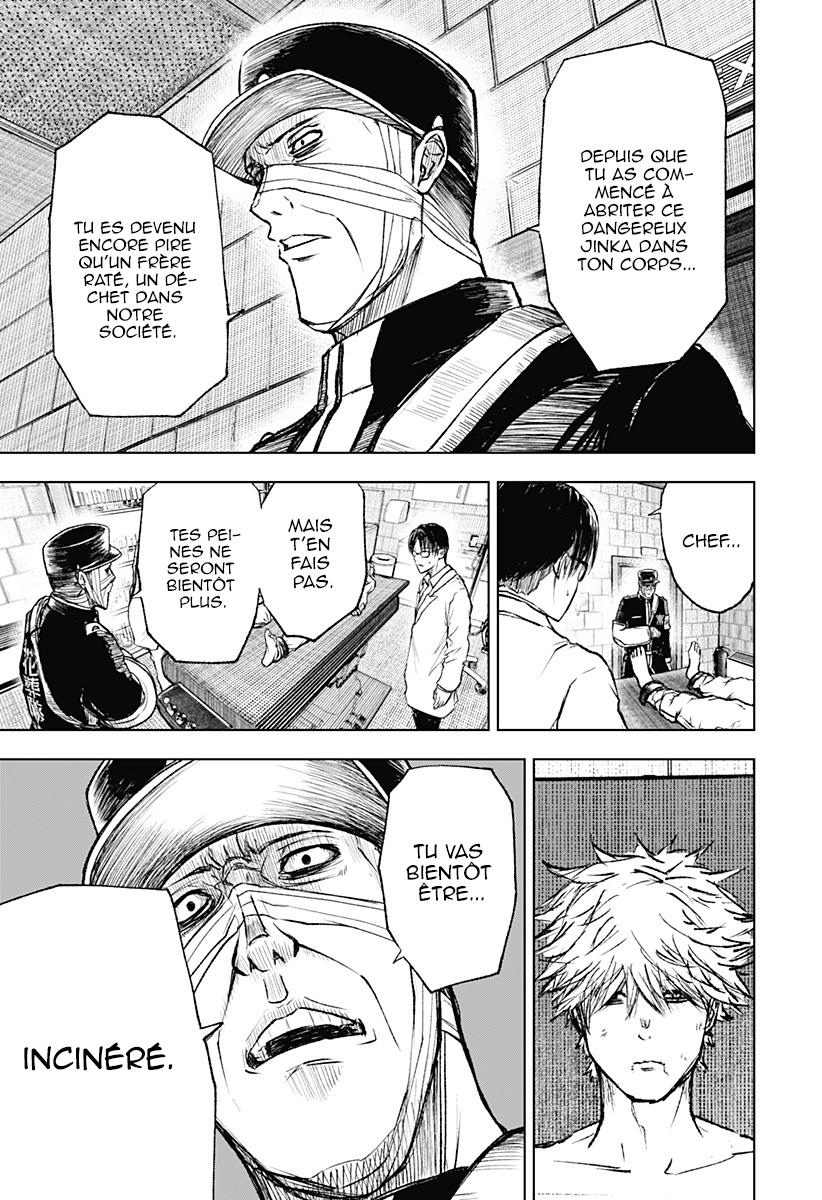 DEPUIS QUE
TU AS COM-
MENCÉ À
ABRITER CE
DANGEREUX
JINKA DANS
TON CORPS...
TU ES DEVENU
ENCORE PIRE
QU'UN FRÈRE
RATÉ, UN DÉ-
CHET DANS
NOTRE
SOCIÉTÉ.
CHEF...
MAIS
T'EN
FAIS
PAS.
TES PEI-
NES NE
SERONT
BIENTÔT
PLUS.
TU VAS
BIENTÔT
ÊTRE...
INCINÉRÉ.